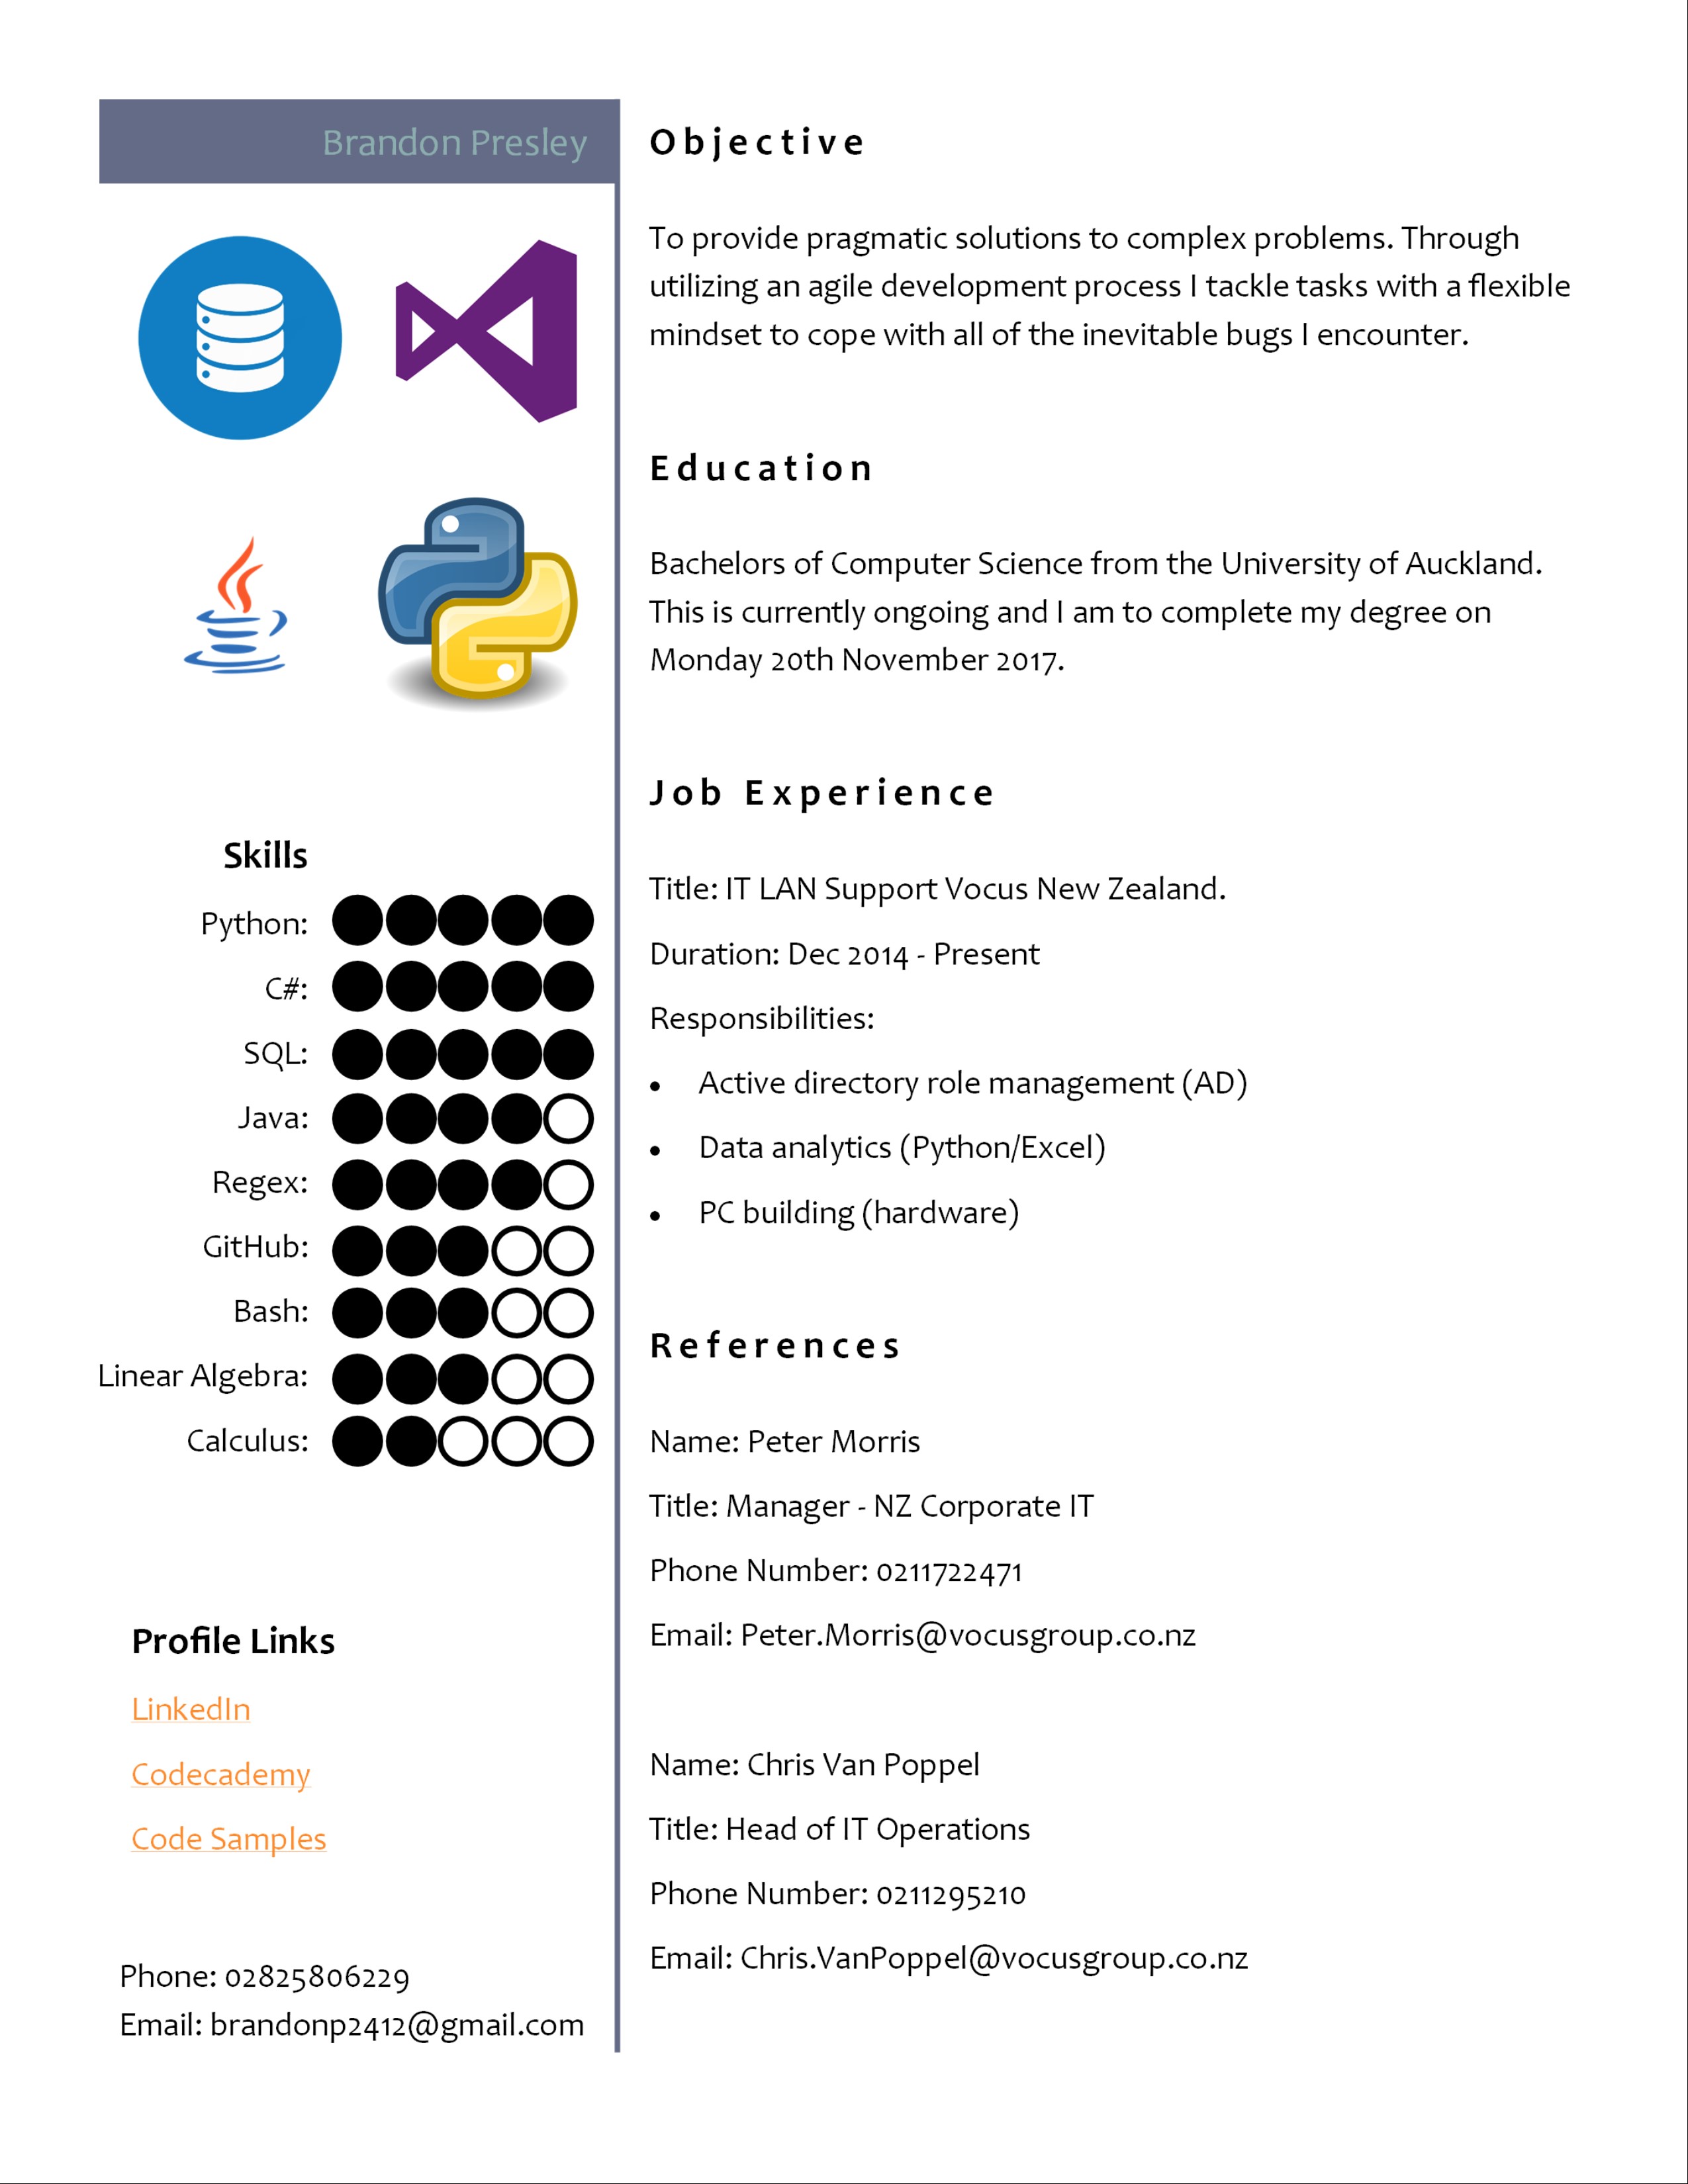 Brandon Presley
Skills
Python:
C#:
SQL:
Java:
Regex:
GitHub:
Bash:
Linear Algebra:
Calculus:
Profile Links
LinkedIn
Codecademy
Code Samples
Phone: 02825806229
Email: brandonp2412@gmail.com
Objective
To provide pragmatic solutions to complex problems. Through
utilizing an agile development process I tackle tasks with a flexible
mindset to cope with all of the inevitable bugs I encounter.
Education
Bachelors of Computer Science from the University of Auckland.
This is currently ongoing and I am to complete my degree on
Monday 20th November 2017.
Job Experience
Title: IT LAN Support Vocus New Zealand.
Duration: Dec 2014 - Present
Responsibilities:
• Active directory role management (AD)
• Data analytics (Python/Excel)
• PC building (hardware)
References
Name: Peter Morris
Title: Manager - NZ Corporate IT
Phone Number: 0211722471
Email: Peter.Morris@vocusgroup.co.nz
Name: Chris Van Poppel
Title: Head of IT Operations
Phone Number: 0211295210
Email: Chris.VanPoppel@vocusgroup.co.nz